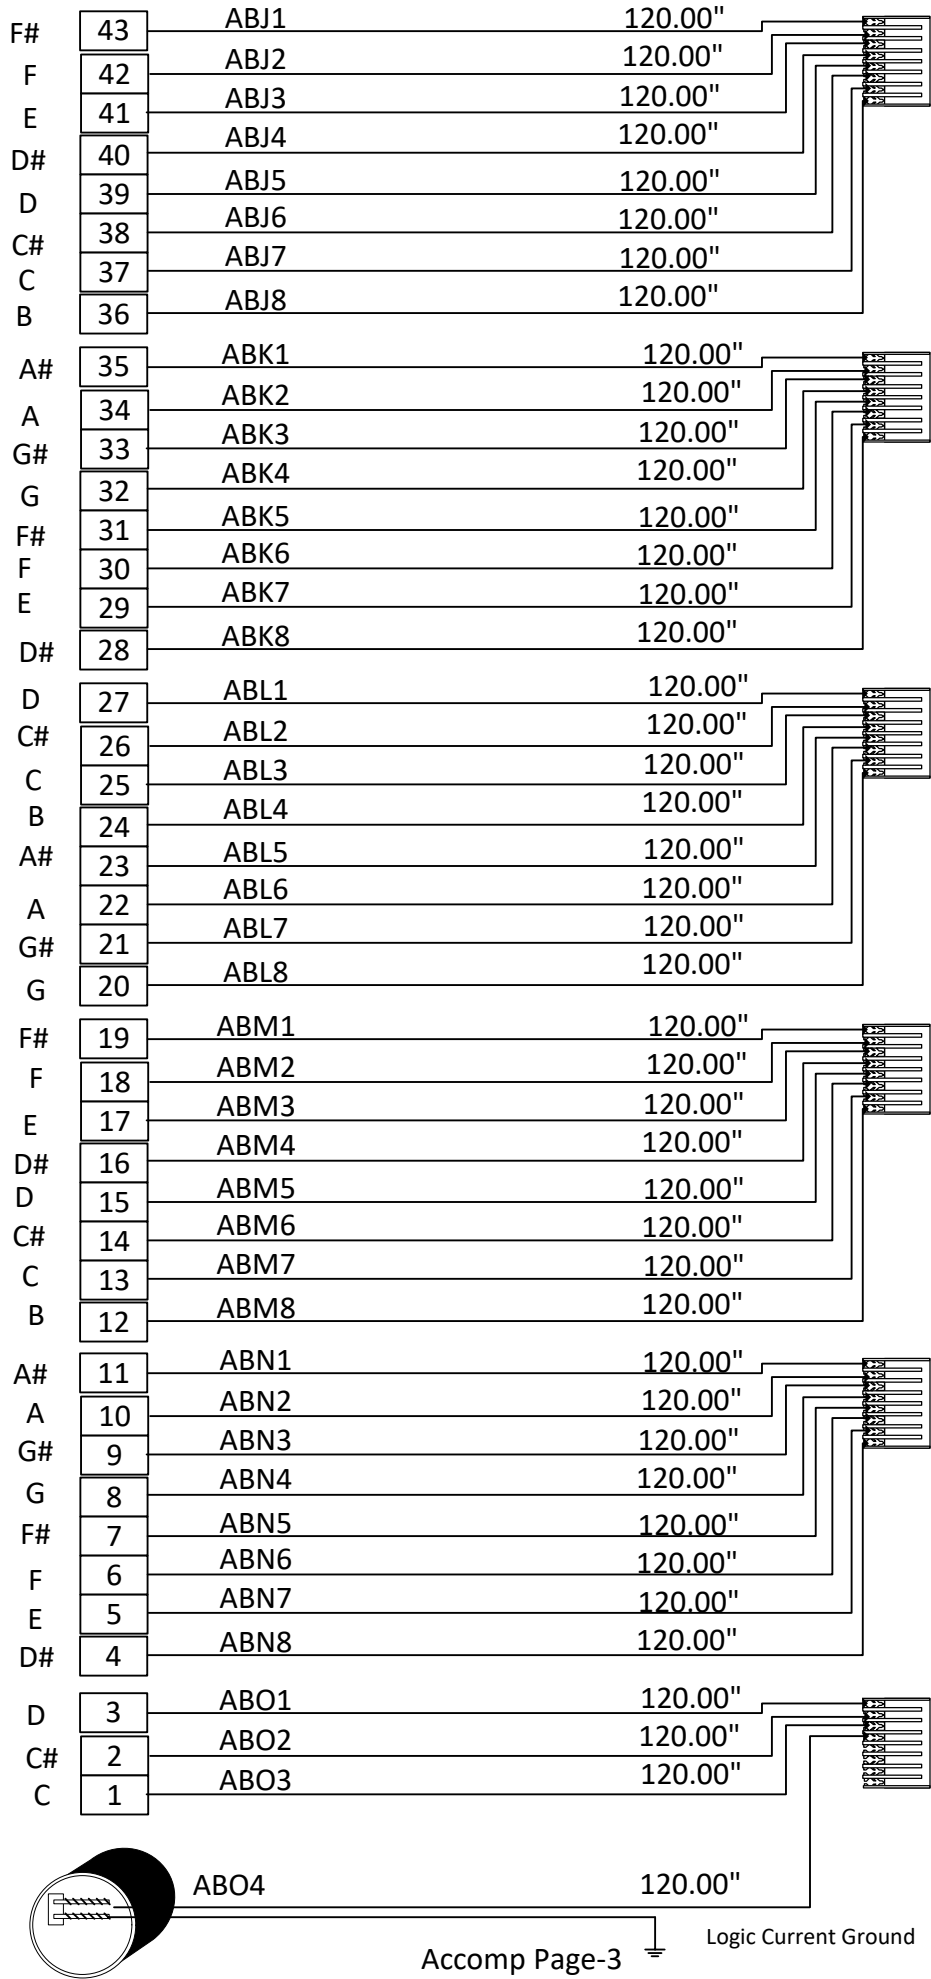 F# 43 ABJ1 120.00"
F 42 ABJ2 120.00"
E 41 ABJ3 120.00"
D# 40 ABJ4 120.00"
D 39 ABJ5 120.00"
C# 38 ABJ6 120.00"
C 37 ABJ7 120.00"
B 36 ABJ8 120.00"
A# 35 ABK1 120.00"
A 34 ABK2 120.00"
G# 33 ABK3 120.00"
G 32 ABK4 120.00"
F# 31 ABK5 120.00"
F 30 ABK6 120.00"
E 29 ABK7 120.00"
D# 28 ABK8 120.00"
D 27 ABL1 120.00"
C# 26 ABL2 120.00"
C 25 ABL3 120.00"
B 24 ABL4 120.00"
A# 23 ABL5 120.00"
A 22 ABL6 120.00"
G# 21 ABL7 120.00"
G 20 ABL8 120.00"
F# 19 ABM1 120.00"
F 18 ABM2 120.00"
E 17 ABM3 120.00"
D# 16 ABM4 120.00"
D 15 ABM5 120.00"
C# 14 ABM6 120.00"
C 13 ABM7 120.00"
B 12 ABM8 120.00"
A# 11 ABN1 120.00"
A 10 ABN2 120.00"
G# 9 ABN3 120.00"
G 8 ABN4 120.00"
F# 7 ABN5 120.00"
F 6 ABN6 120.00"
E 5 ABN7 120.00"
D# 4 ABN8 120.00"
D 3 ABO1 120.00"
C# 2 ABO2 120.00"
C 1 ABO3 120.00"
ABO4 120.00"
Logic Current Ground
Accomp Page-3